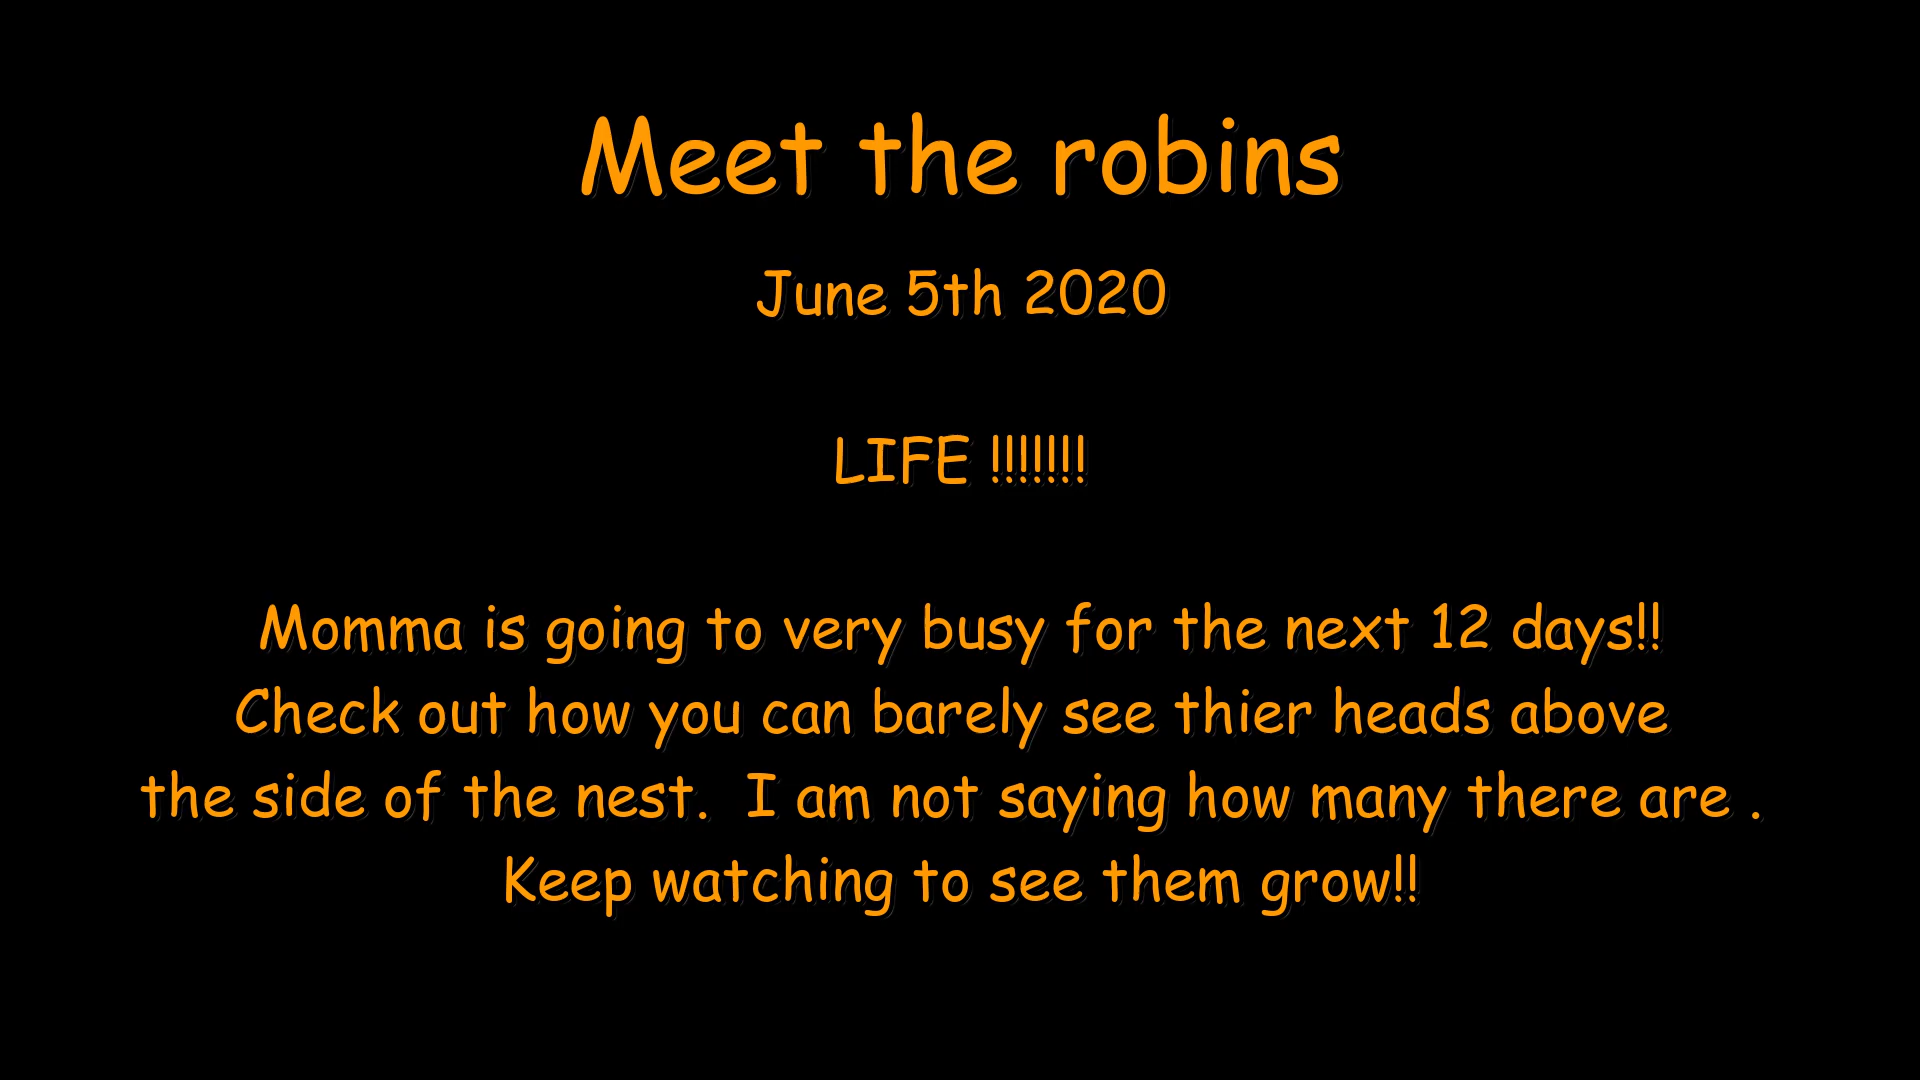 Meet the robins
June 5th 2020
LIFE !!!!!!!
Momma is going to very busy for the next 12 days!!
Check out how you can barely see thier heads above
the side of the nest.  I am not saying how many there are .
Keep watching to see them grow!!